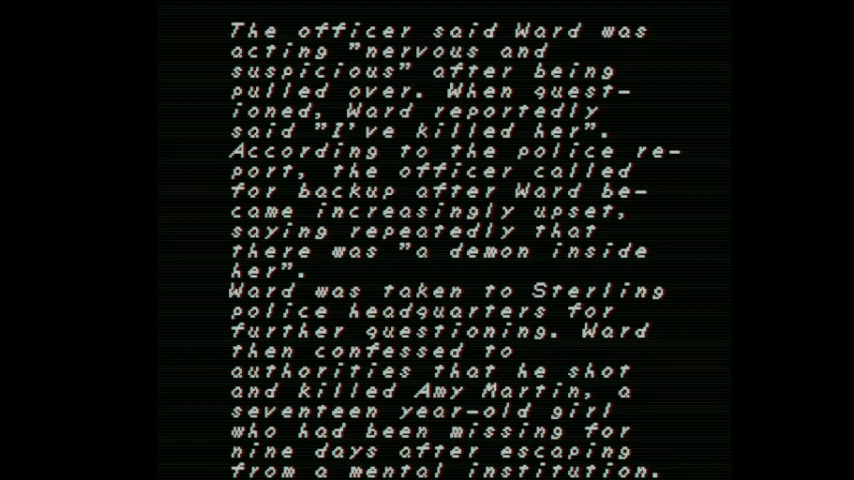 The officer said Ward was
acting "nervous and
suspicious" after being
pulled over. When quest-
ioned, Ward reportedly
said "I've killed her".
According to the police re-
port, the officer called
for backup after Ward be-
came increasingly upset,
saying repeatedly that
there was "a demon inside
her".
Ward was taken to Sterling
police headquarters for
further questioning. Ward
then confessed to
authorities that he shot
and killed Amy Martin, a
seventeen year-old girl
who had been missing for
nine days after escaping
from a mental institution.